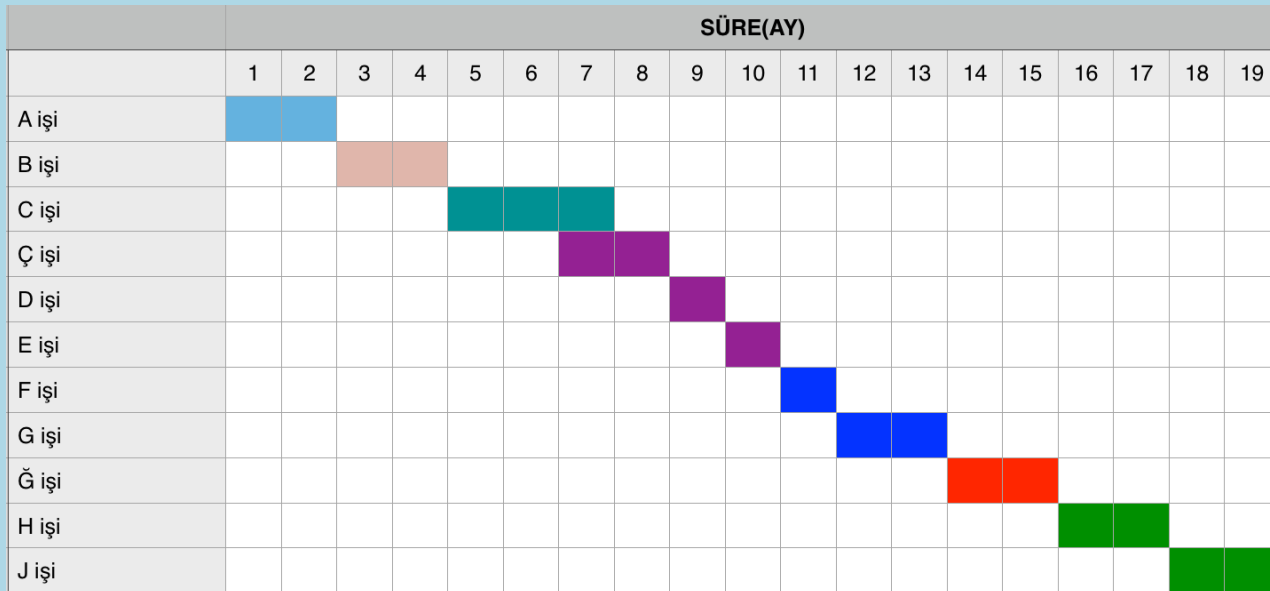 SÜRE(AY)
1 2 3 4 5 6 7 8 9 10 11 12 13 14 15 16 17 18 19
A işi
B işi
C işi
Ç işi
D işi
E işi
F işi
G işi
Ğ işi
H işi
J işi